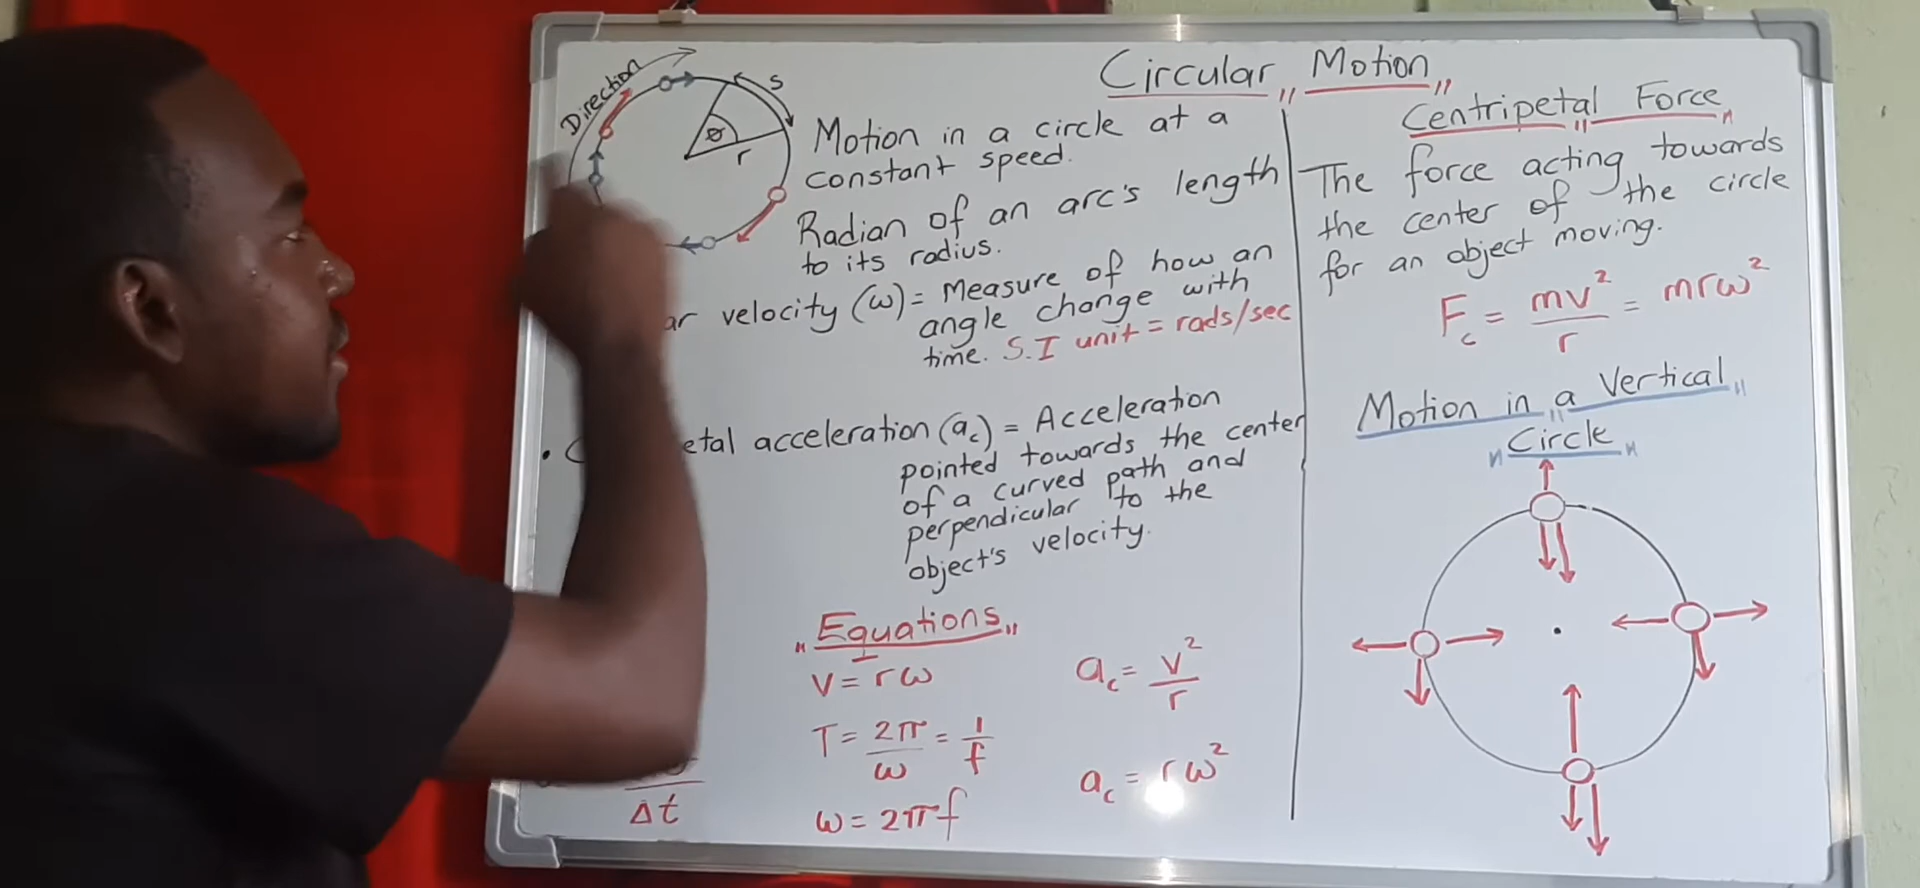 Circular Motion
Direction
s
θ
r
Motion in a circle at a
constant speed.
Radian of an arc's length
to its radius.
ar velocity (ω) = Measure of how an
angle change with
time. S.I unit = rads/sec
• C etal acceleration (ac) = Acceleration
pointed towards the center
of a curved path and
perpendicular to the
object's velocity.
"Equations"
V = rω
T = 2π/ω = 1/f
ω = 2πf
Δt
ac = v²/r
ac = rω²
Centripetal Force
The force acting towards
the center of the circle
for an object moving.
Fc = mv²/r = mrω²
Motion in a Vertical
"Circle"